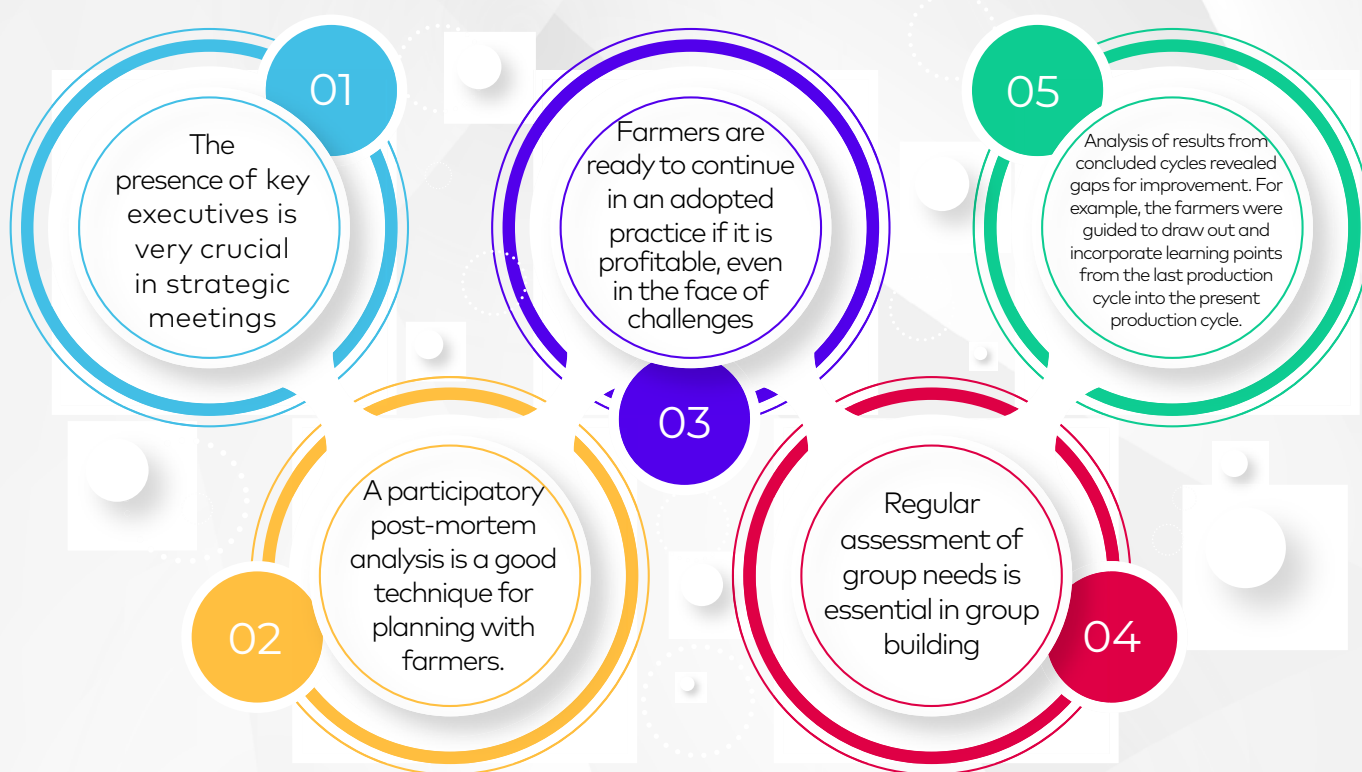 01
The
presence of key
executives is
very crucial
in strategic
meetings
02
A participatory
post-mortem
analysis is a good
technique for
planning with
farmers.
03
Farmers are
ready to continue
in an adopted
practice if it is
profitable, even
in the face of
challenges
04
Regular
assessment of
group needs is
essential in group
building
05
Analysis of results from
concluded cycles revealed
gaps for improvement. For
example, the farmers were
guided to draw out and
incorporate learning points
from the last production
cycle into the present
production cycle.